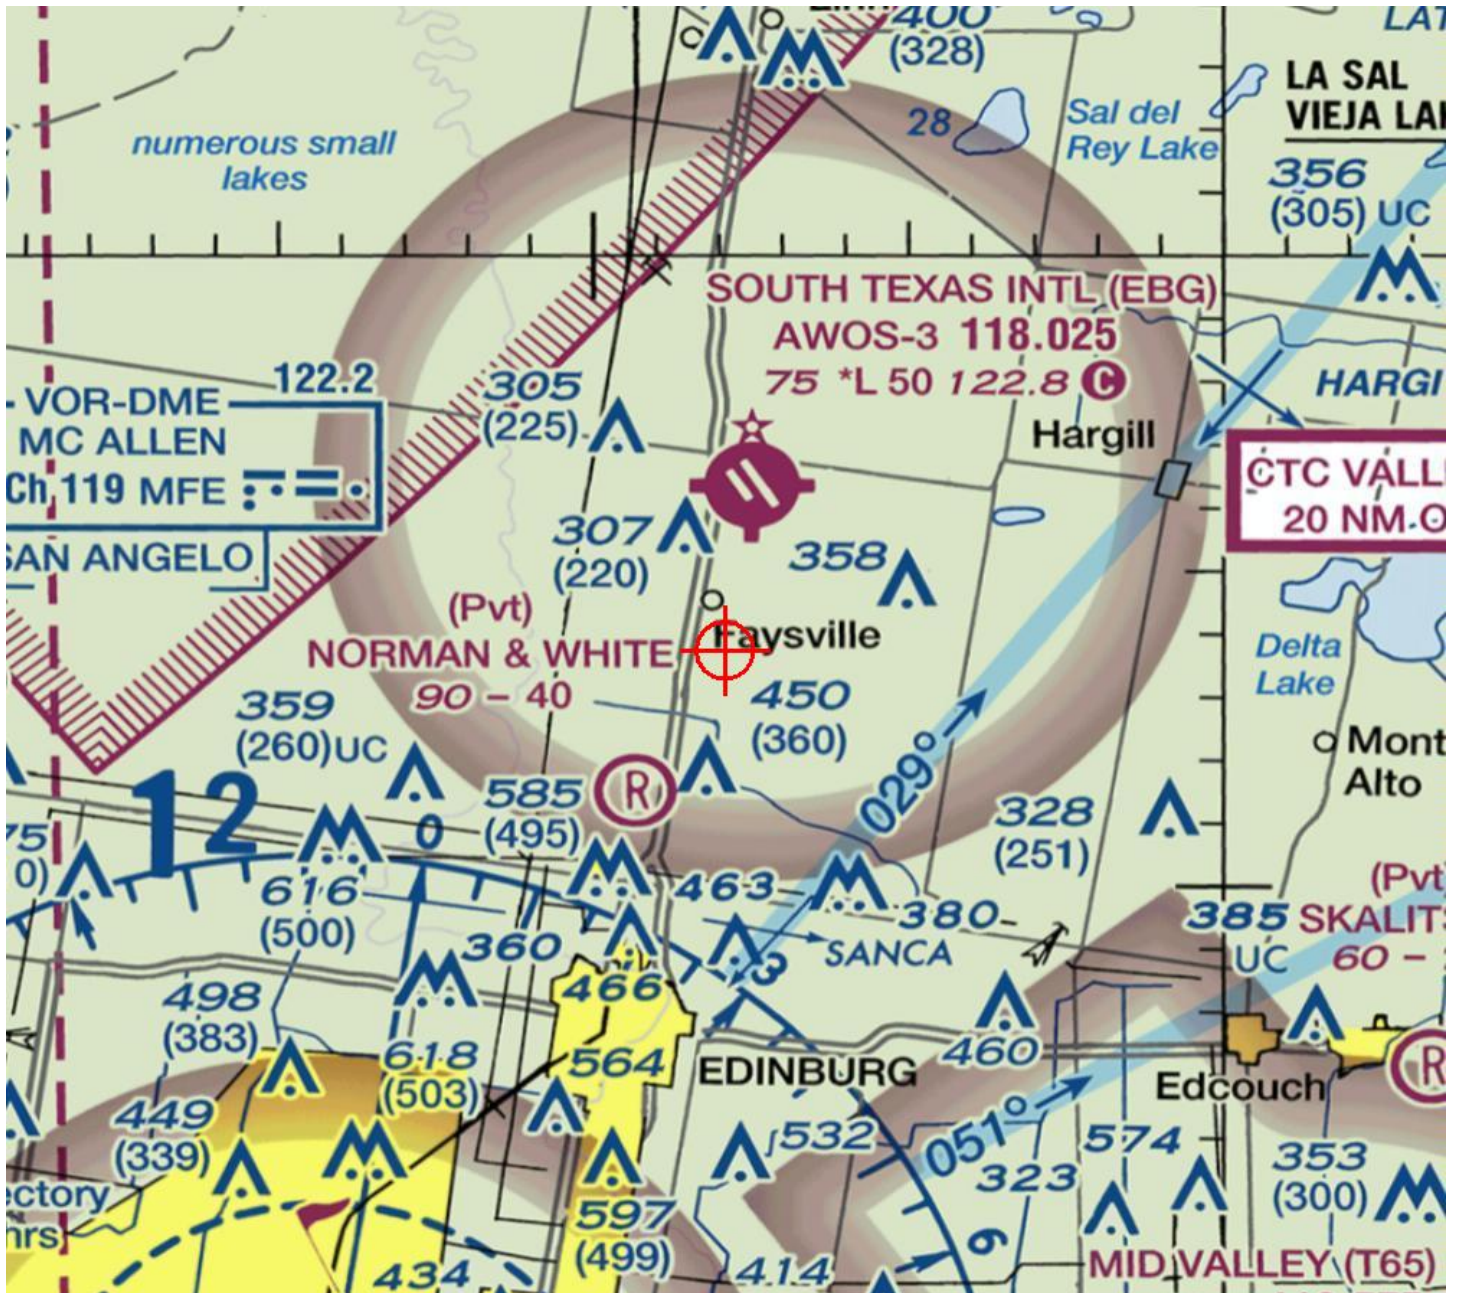 400
(328)
LA SAL
VIEJA LA
28
Sal del
Rey Lake
numerous small
lakes
356
(305) UC
SOUTH TEXAS INTL (EBG)
AWOS-3 118.025
75 *L 50 122.8 C
122.2
VOR-DME
MC ALLEN
Ch 119 MFE
SAN ANGELO
305
(225)
Hargill
HARGI
CTC VALL
20 NM
307
(220)
358
(Pvt)
NORMAN & WHITE
90 - 40
Faysville
Delta
Lake
359
(260) UC
450
(360)
Mont
Alto
12
0
585
(495)
R
029°
328
(251)
616
(500)
463
380
385
UC
(Pvt
SKALIT
60 -
360
SANCA
3
498
(383)
466
618
(503)
564
EDINBURG
460
Edcouch
R
449
(339)
532
051°
323
574
353
(300)
597
(499)
6
434
414
MID VALLEY (T65)